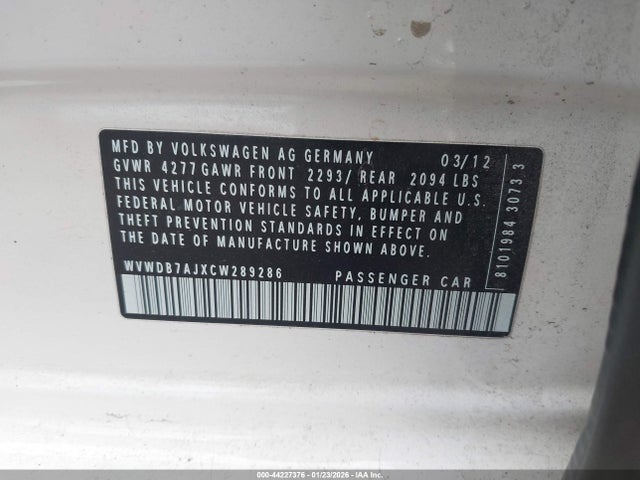 MFD BY VOLKSWAGEN AG GERMANY 03/12
GVWR 4277 GAWR FRONT 2293/ REAR 2094 LBS
THIS VEHICLE CONFORMS TO ALL APPLICABLE U.S.
FEDERAL MOTOR VEHICLE SAFETY, BUMPER AND
THEFT PREVENTION STANDARDS IN EFFECT ON
THE DATE OF MANUFACTURE SHOWN ABOVE.
WVWDB7AJXCW289286 PASSENGER CAR
8101984 3073 3
000-44227376 - 01/23/2026 - IAA Holdings, LLC